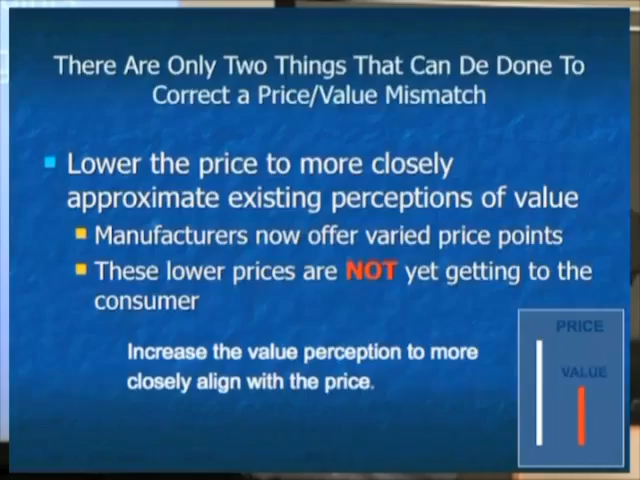 There Are Only Two Things That Can De Done To
Correct a Price/Value Mismatch
Lower the price to more closely
approximate existing perceptions of value
Manufacturers now offer varied price points
These lower prices are NOT yet getting to the
consumer
Increase the value perception to more
closely align with the price.
PRICE
VALUE